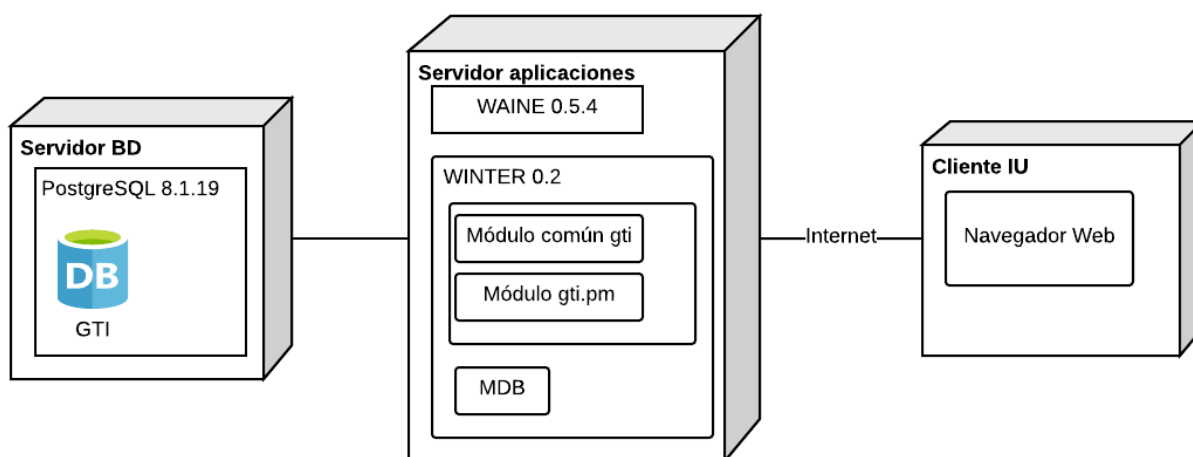 Servidor BD
PostgreSQL 8.1.19
DB
GTI
Servidor aplicaciones
WAINE 0.5.4
WINTER 0.2
Módulo común gti
Módulo gti.pm
MDB
Internet
Cliente IU
Navegador Web